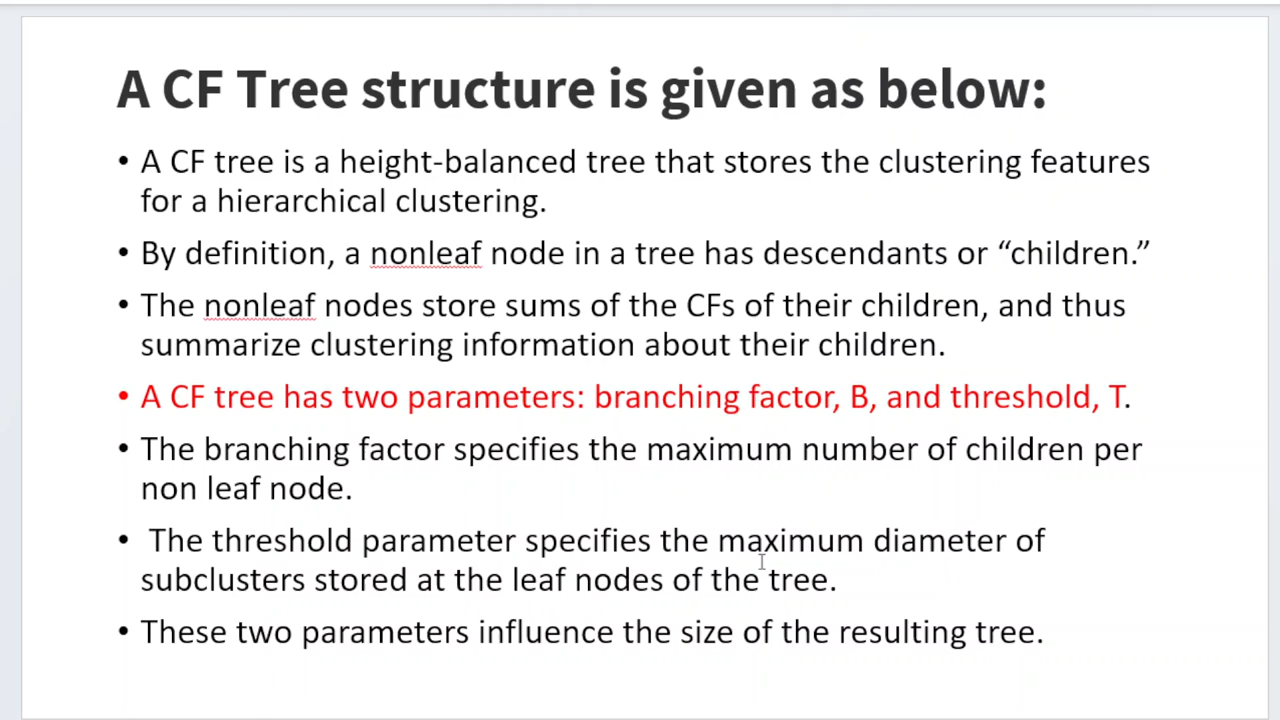 A CF Tree structure is given as below:
• A CF tree is a height-balanced tree that stores the clustering features
for a hierarchical clustering.
• By definition, a nonleaf node in a tree has descendants or “children.”
• The nonleaf nodes store sums of the CFs of their children, and thus
summarize clustering information about their children.
• A CF tree has two parameters: branching factor, B, and threshold, T.
• The branching factor specifies the maximum number of children per
non leaf node.
• The threshold parameter specifies the maximum diameter of
subclusters stored at the leaf nodes of the tree.
• These two parameters influence the size of the resulting tree.